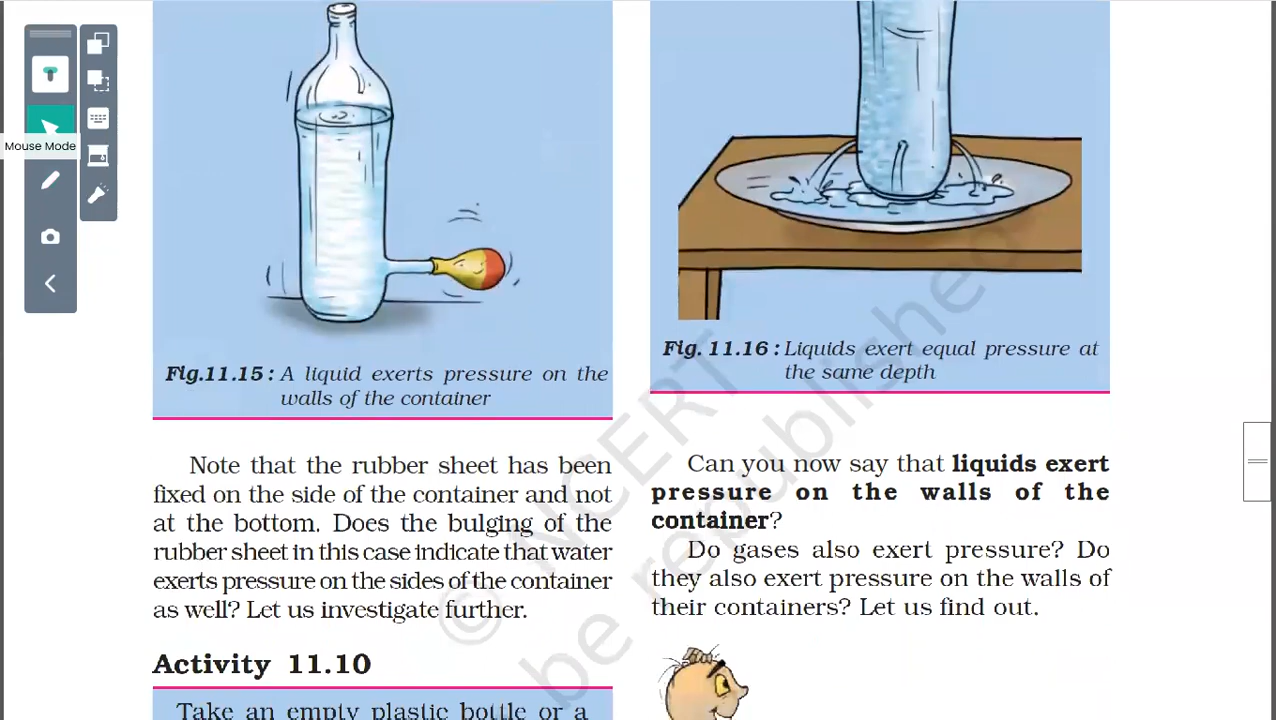 Mouse Mode
Fig.11.15: A liquid exerts pressure on the
walls of the container
Note that the rubber sheet has been
fixed on the side of the container and not
at the bottom. Does the bulging of the
rubber sheet in this case indicate that water
exerts pressure on the sides of the container
as well? Let us investigate further.
Activity 11.10
Take an empty plastic bottle or a
Fig. 11.16: Liquids exert equal pressure at
the same depth
Can you now say that liquids exert
pressure on the walls of the
container?
Do gases also exert pressure? Do
they also exert pressure on the walls of
their containers? Let us find out.
© NCERT
be republished